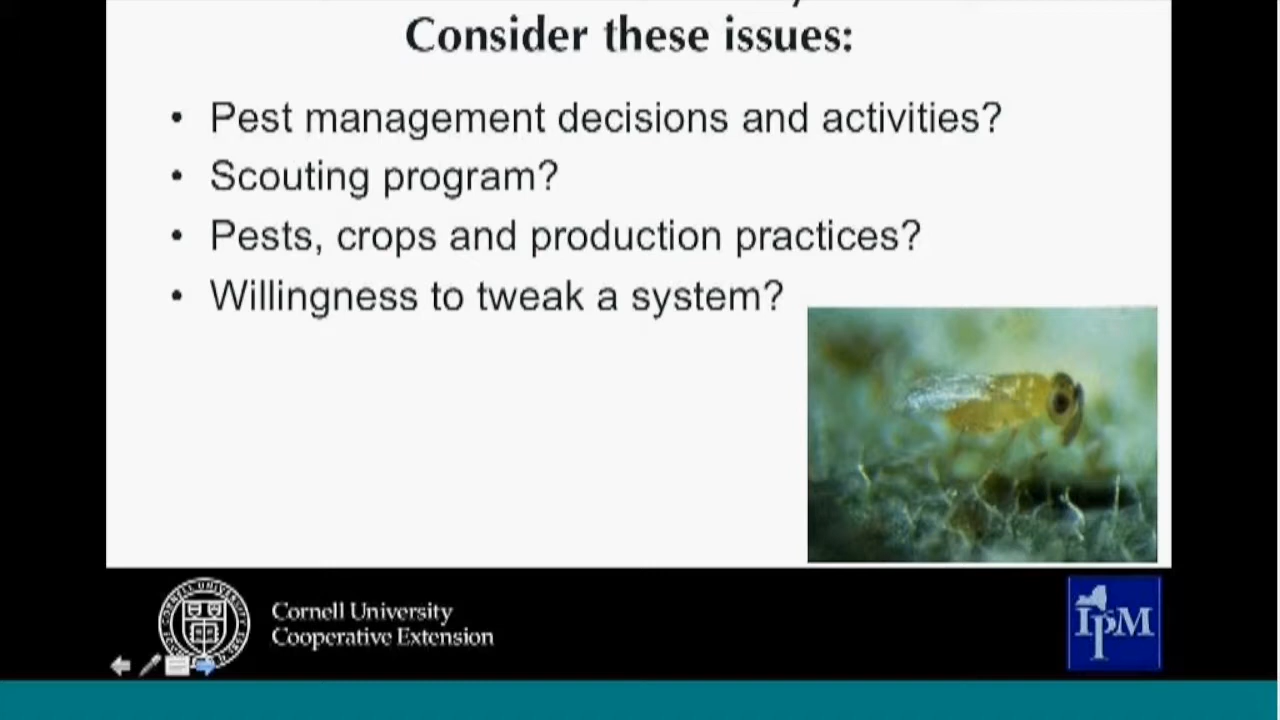 Consider these issues:
• Pest management decisions and activities?
• Scouting program?
• Pests, crops and production practices?
• Willingness to tweak a system?
Cornell University
Cooperative Extension
IPM